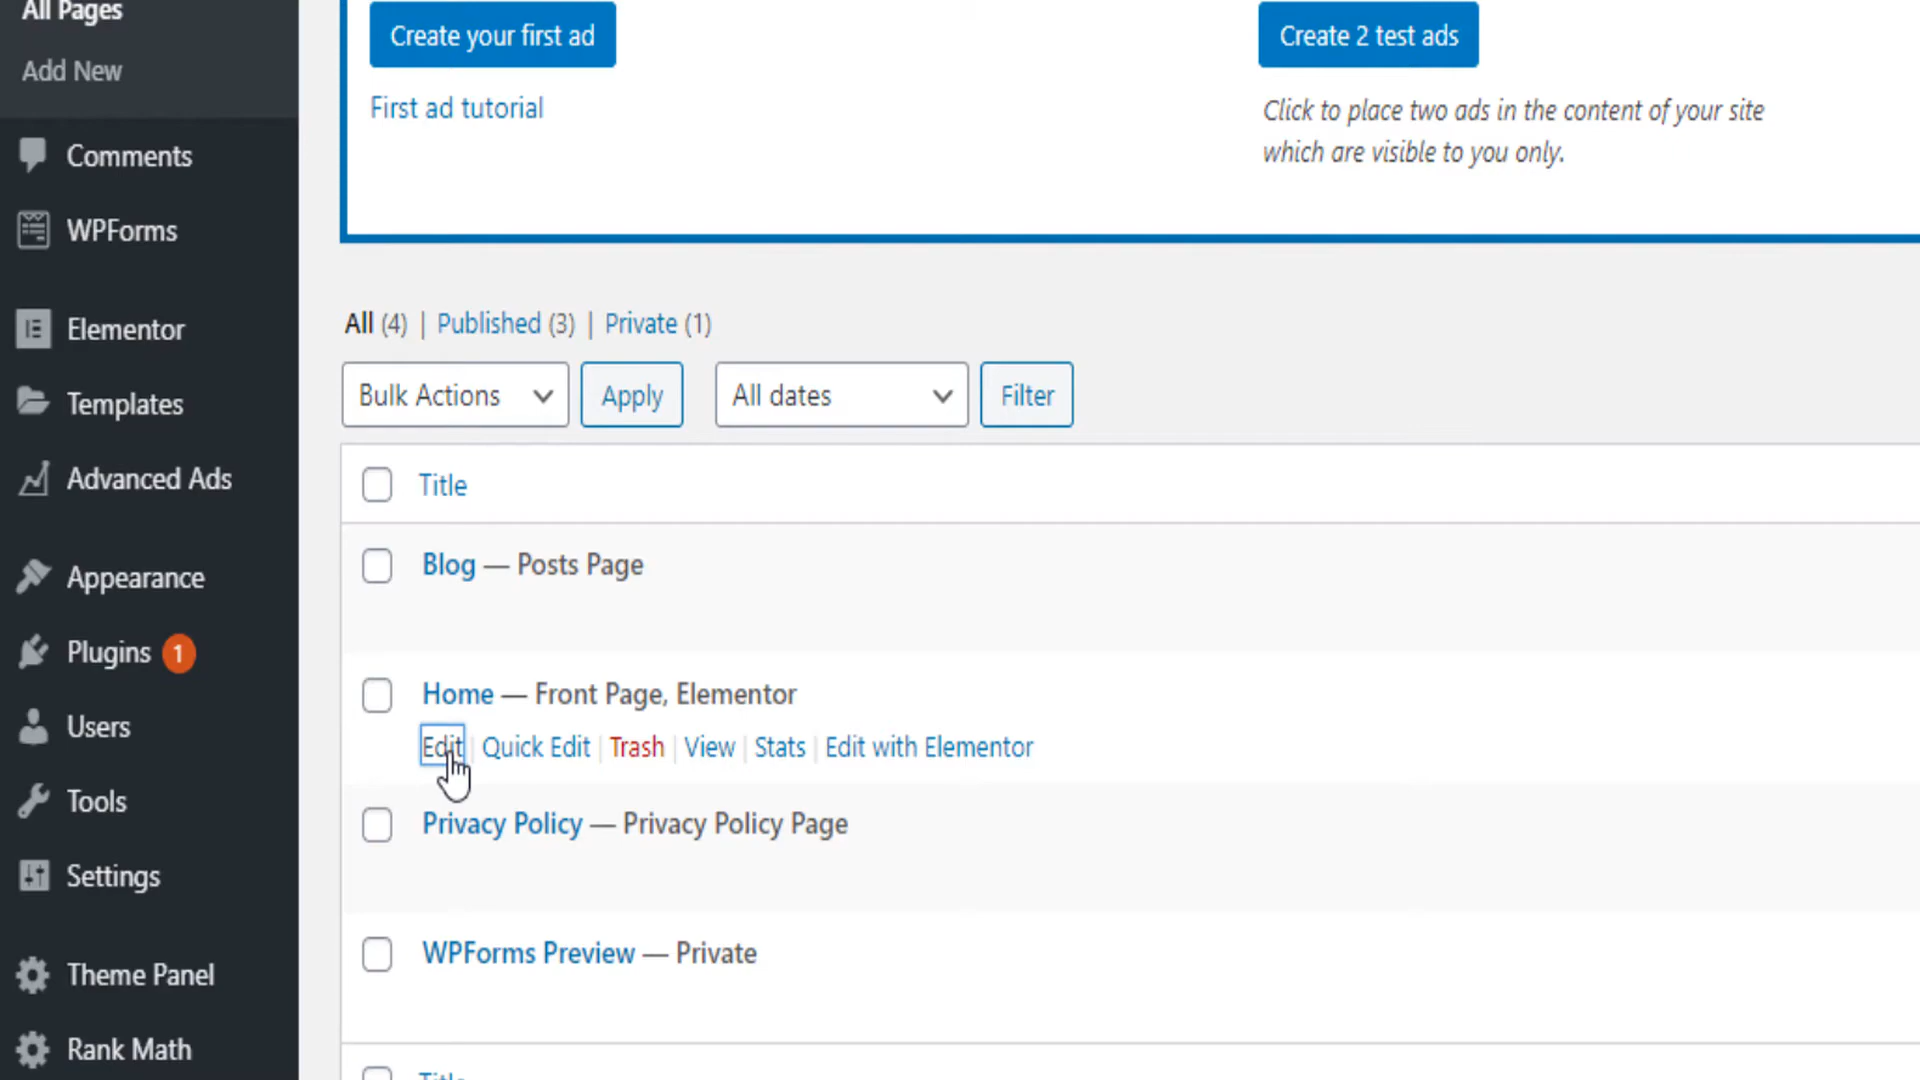 All Pages
Add New
Comments
WPForms
Elementor
Templates
Advanced Ads
Appearance
Plugins 1
Users
Tools
Settings
Theme Panel
Rank Math
Create your first ad
First ad tutorial
Create 2 test ads
Click to place two ads in the content of your site
which are visible to you only.
All (4) | Published (3) | Private (1)
Bulk Actions Apply All dates Filter
Title
Blog — Posts Page
Home — Front Page, Elementor
Edit | Quick Edit | Trash | View | Stats | Edit with Elementor
Privacy Policy — Privacy Policy Page
WPForms Preview — Private
Title